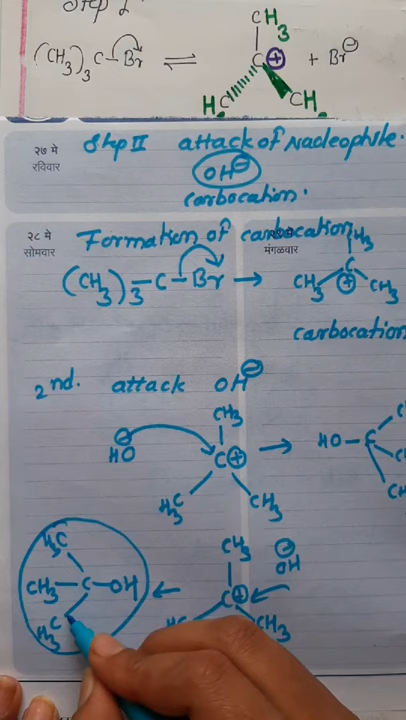 Step I
(CH3)3 C-Br ⇌ CH3 C ⊕ + Br⊖
H3C CH3
२७ मे
रविवार
Step II attack of Nucleophile.
OH⊖
carbocation.
२८ मे
सोमवार
मंगळवार
Formation of carbocation
(CH3)3-C-Br → CH3 C ⊕ CH3 H3
carbocation
2nd. attack OH⊖
⊖HO CH3 C⊕ H3C CH3 → HO-C
H3C CH3-C-OH H3C ← CH3 C⊕ CH3 ⊖OH